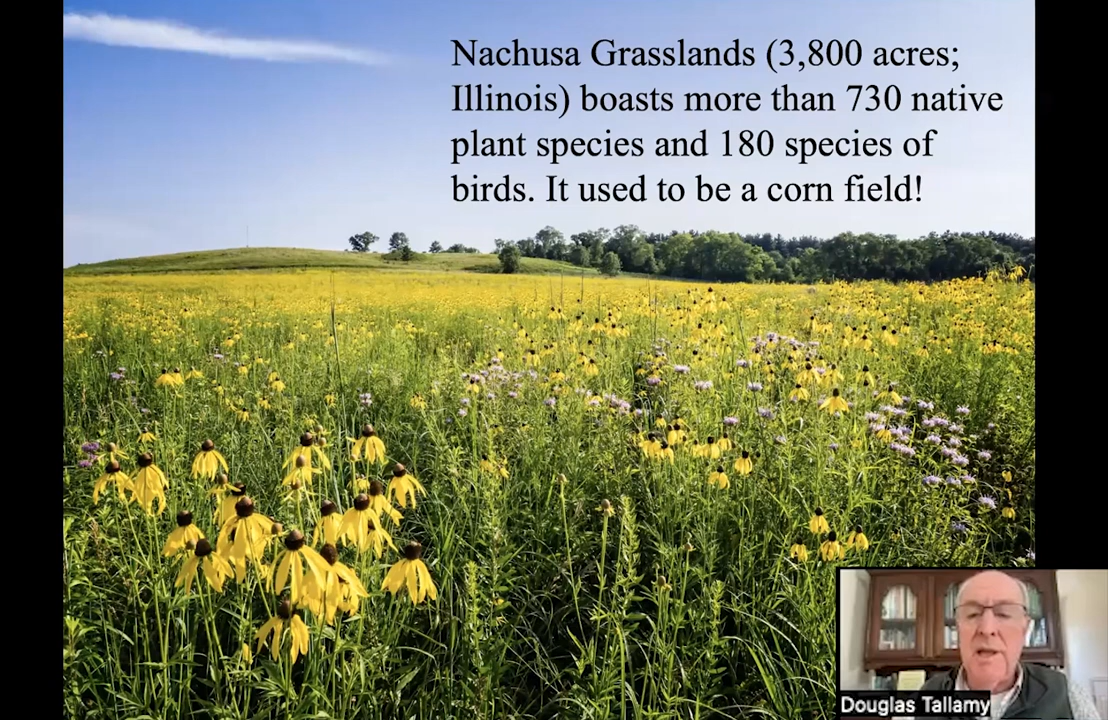 Nachusa Grasslands (3,800 acres;
Illinois) boasts more than 730 native
plant species and 180 species of
birds. It used to be a corn field!
Douglas Tallamy